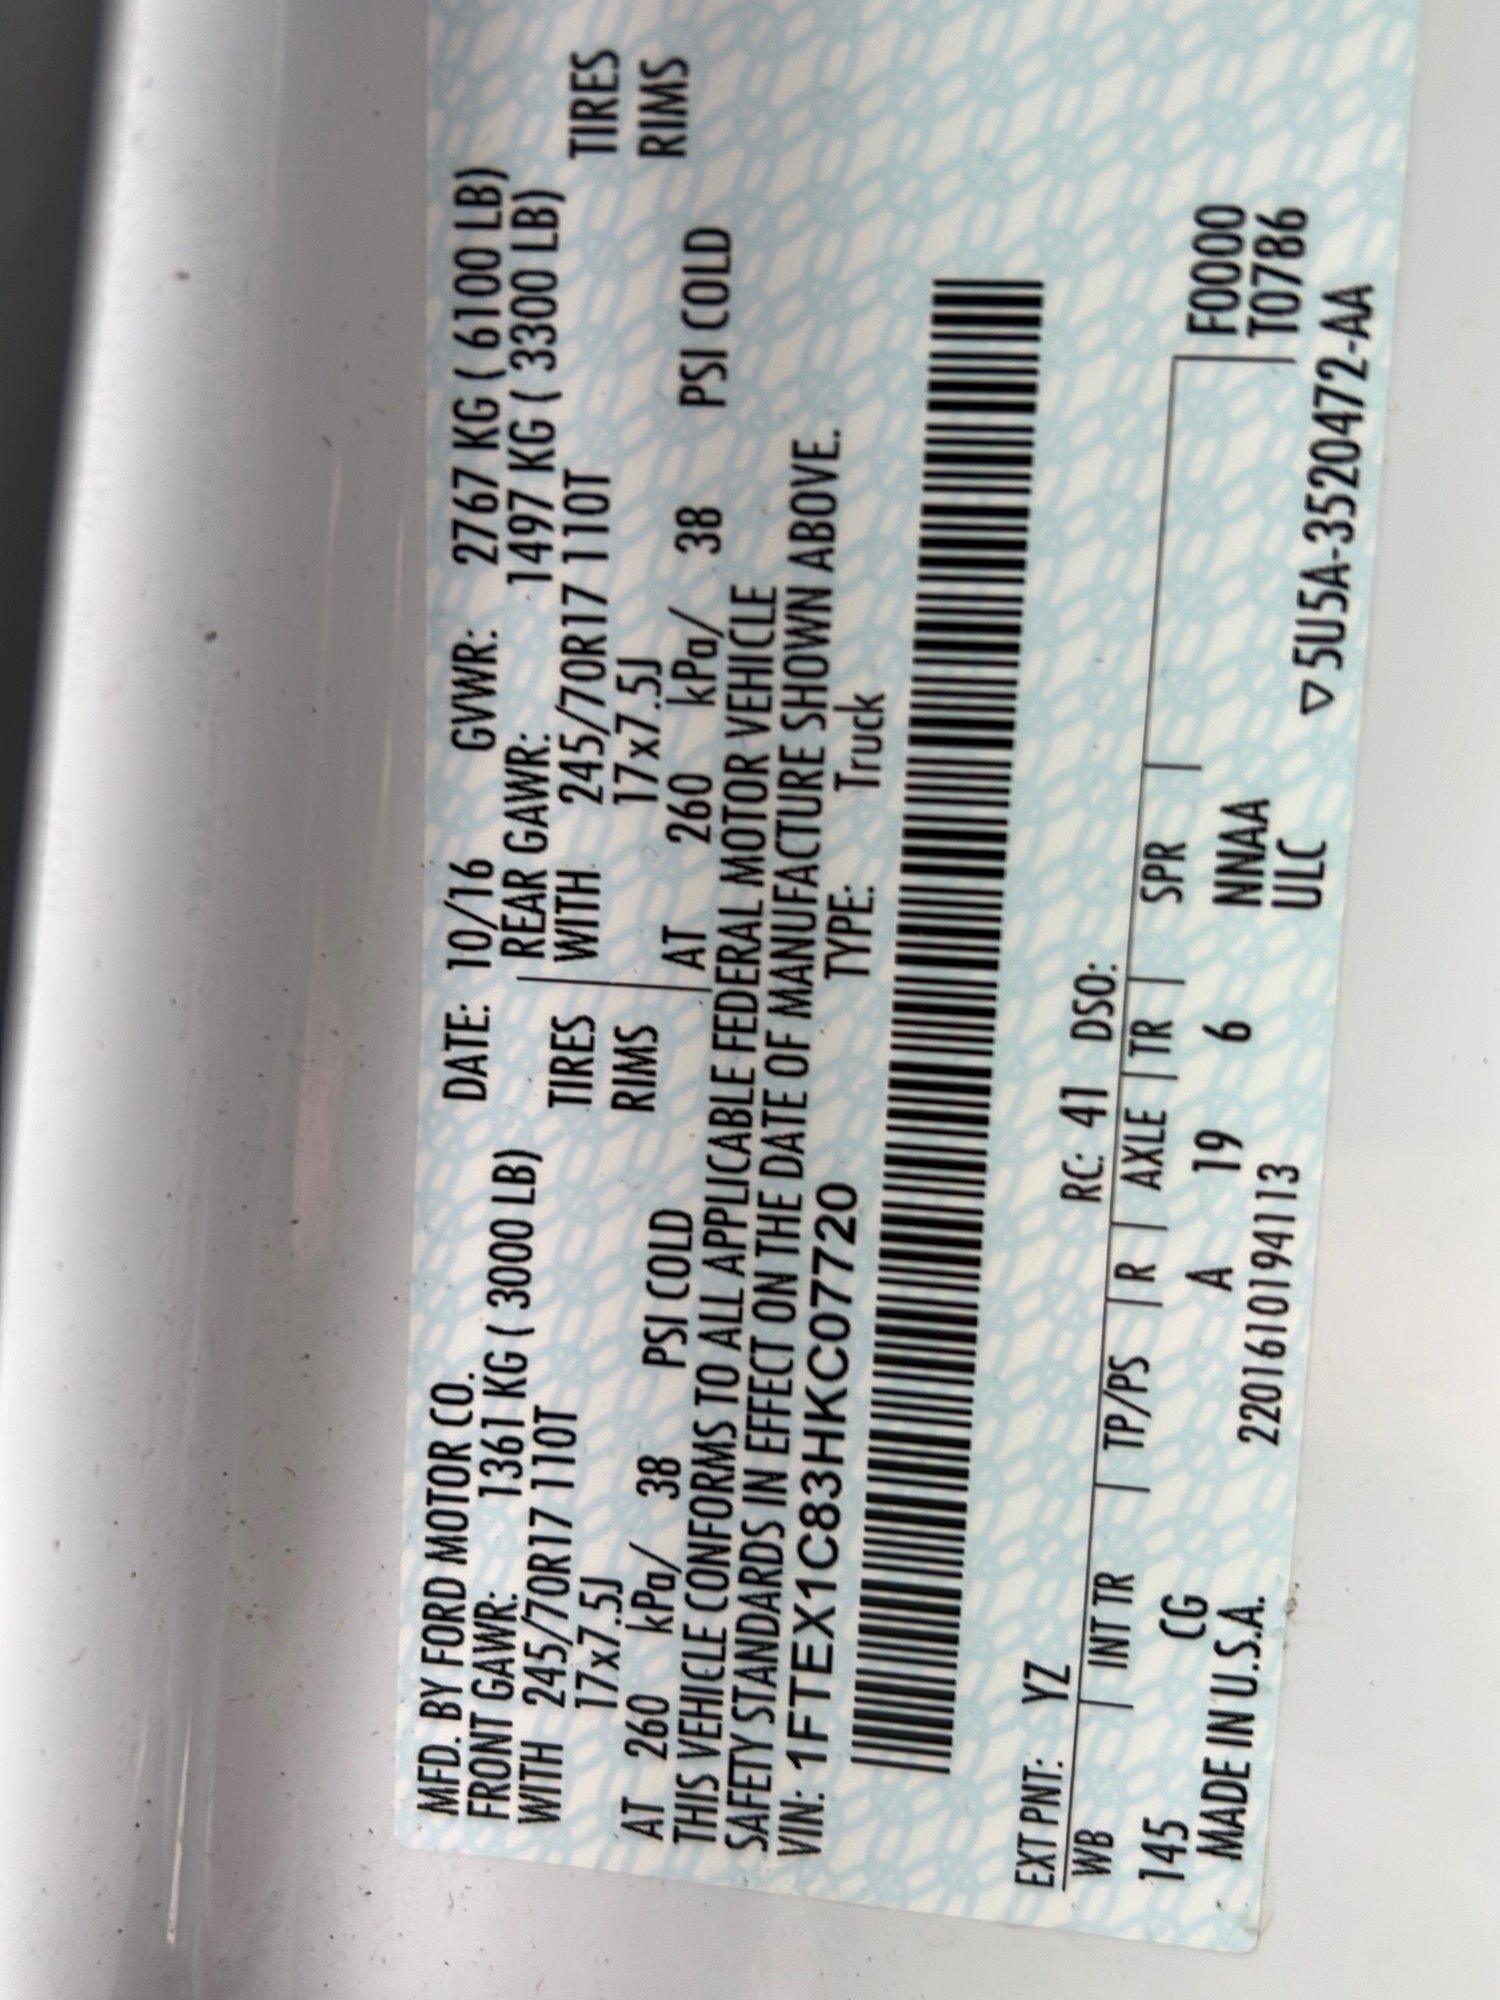 MFD. BY FORD MOTOR CO. DATE: 10/16 GVWR: 2767 KG ( 6100 LB)
FRONT GAWR: 1361 KG ( 3000 LB) REAR GAWR: 1497 KG ( 3300 LB)
WITH 245/70R17 110T TIRES WITH 245/70R17 110T TIRES
17x7.5J RIMS 17x7.5J RIMS
AT 260 kPa/ 38 PSI COLD AT 260 kPa/ 38 PSI COLD
THIS VEHICLE CONFORMS TO ALL APPLICABLE FEDERAL MOTOR VEHICLE
SAFETY STANDARDS IN EFFECT ON THE DATE OF MANUFACTURE SHOWN ABOVE.
VIN: 1FTEX1C83HKC07720 TYPE: Truck
EXT PNT: YZ RC: 41 DSO:
WB | INT TR | TP/PS | R | AXLE | TR | SPR | F0000
145 CG A 19 6 NNAA T0786
MADE IN U.S.A. 2201610194113 ULC
▽5U5A-3520472-AA